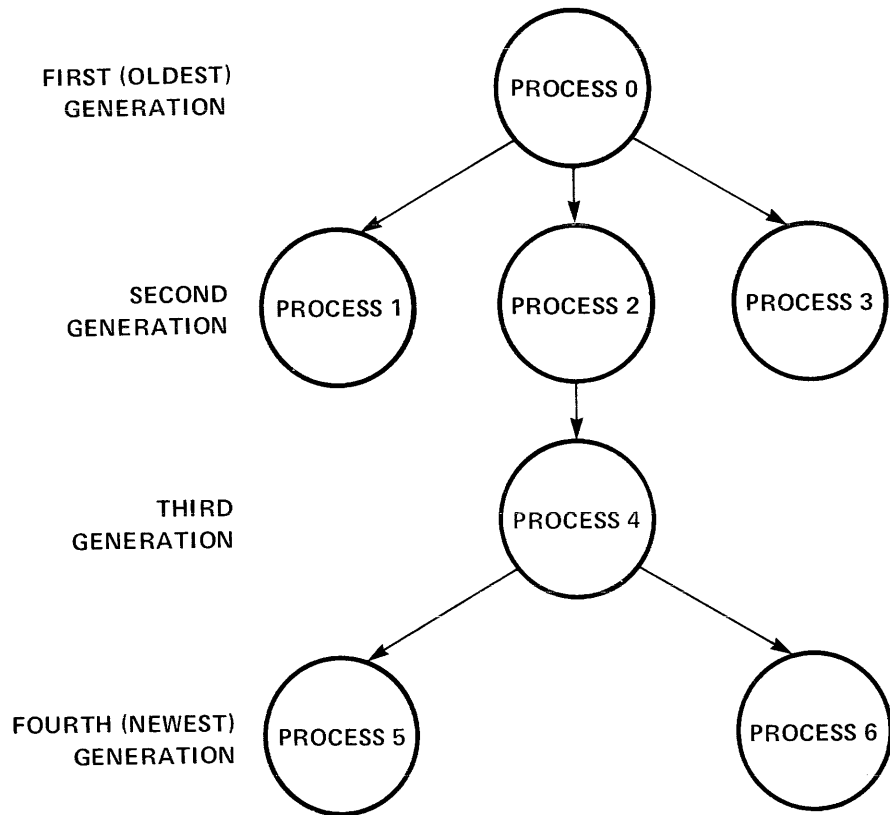 FIRST (OLDEST)
GENERATION
PROCESS 0
SECOND
GENERATION
PROCESS 1
PROCESS 2
PROCESS 3
THIRD
GENERATION
PROCESS 4
FOURTH (NEWEST)
GENERATION
PROCESS 5
PROCESS 6